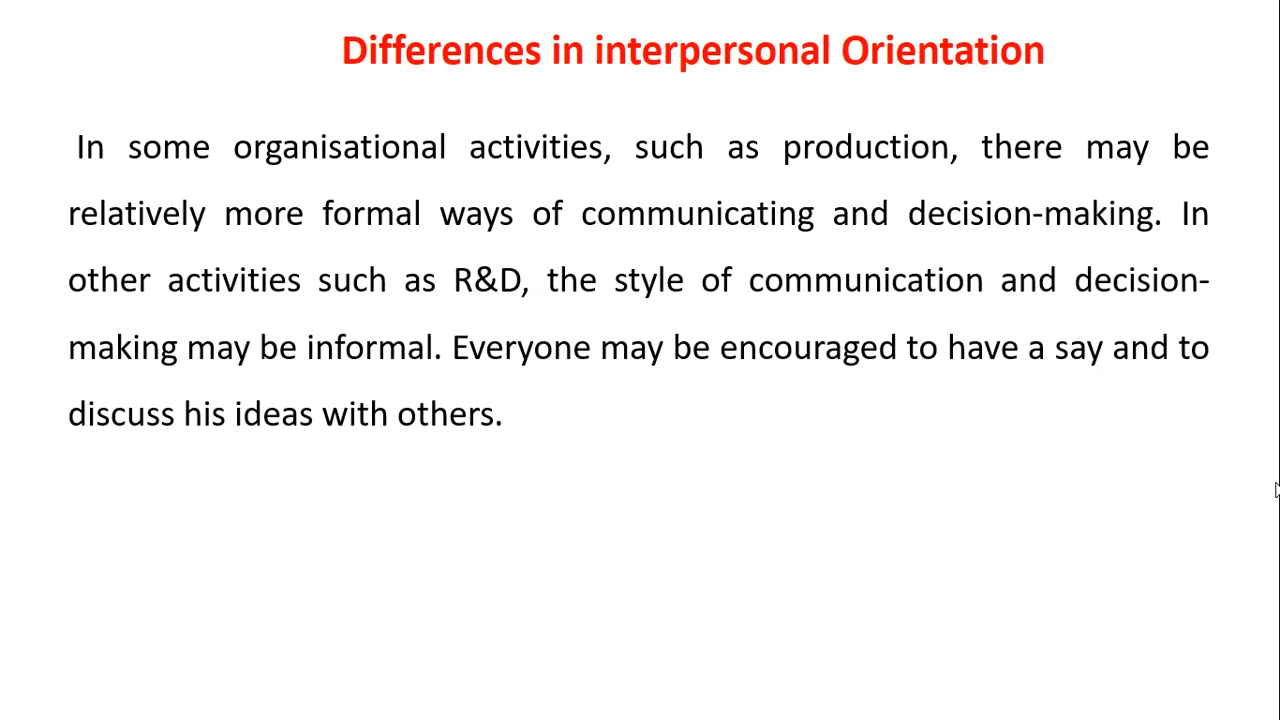 Differences in interpersonal Orientation
In some organisational activities, such as production, there may be
relatively more formal ways of communicating and decision-making. In
other activities such as R&D, the style of communication and decision-
making may be informal. Everyone may be encouraged to have a say and to
discuss his ideas with others.